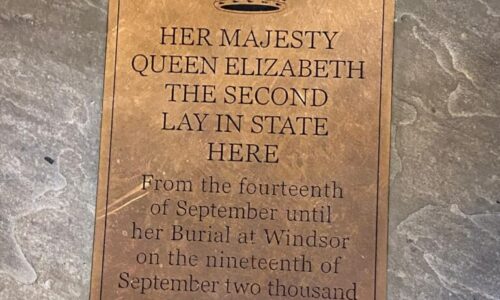 HER MAJESTY
QUEEN ELIZABETH
THE SECOND
LAY IN STATE
HERE
From the fourteenth
of September until
her Burial at Windsor
on the nineteenth of
September two thousand